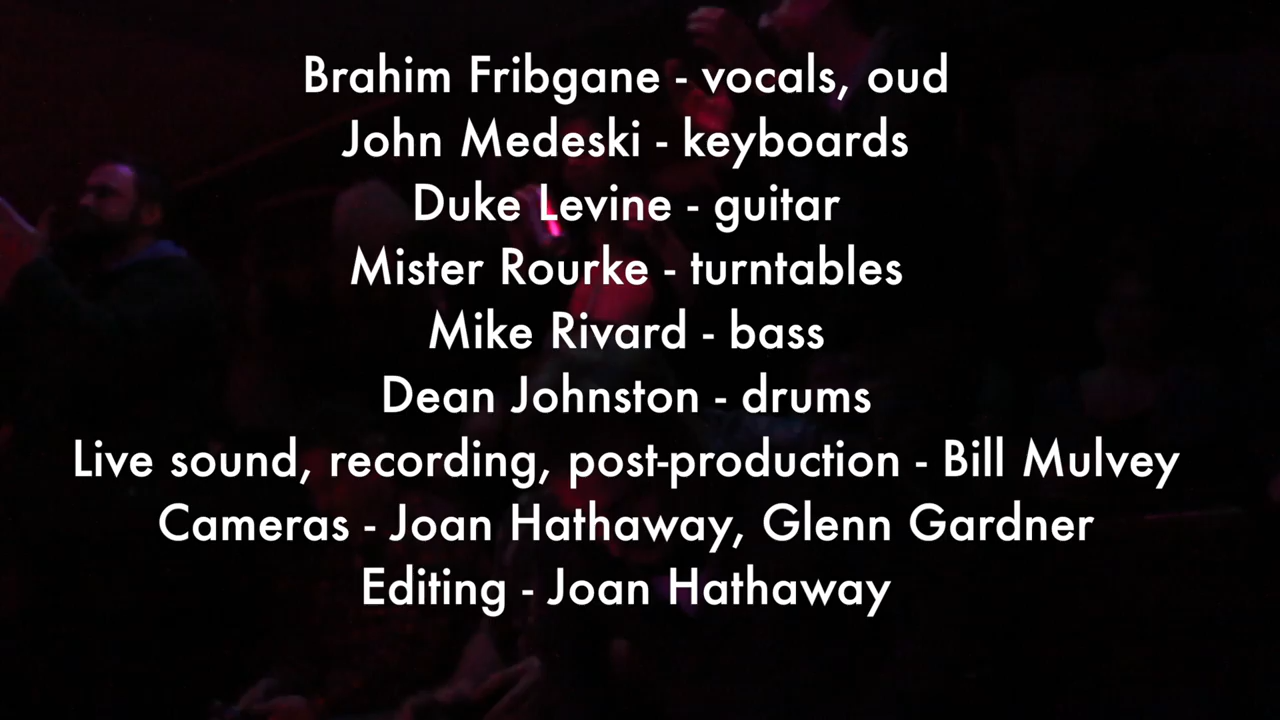 Brahim Fribgane - vocals, oud
John Medeski - keyboards
Duke Levine - guitar
Mister Rourke - turntables
Mike Rivard - bass
Dean Johnston - drums
Live sound, recording, post-production - Bill Mulvey
Cameras - Joan Hathaway, Glenn Gardner
Editing - Joan Hathaway